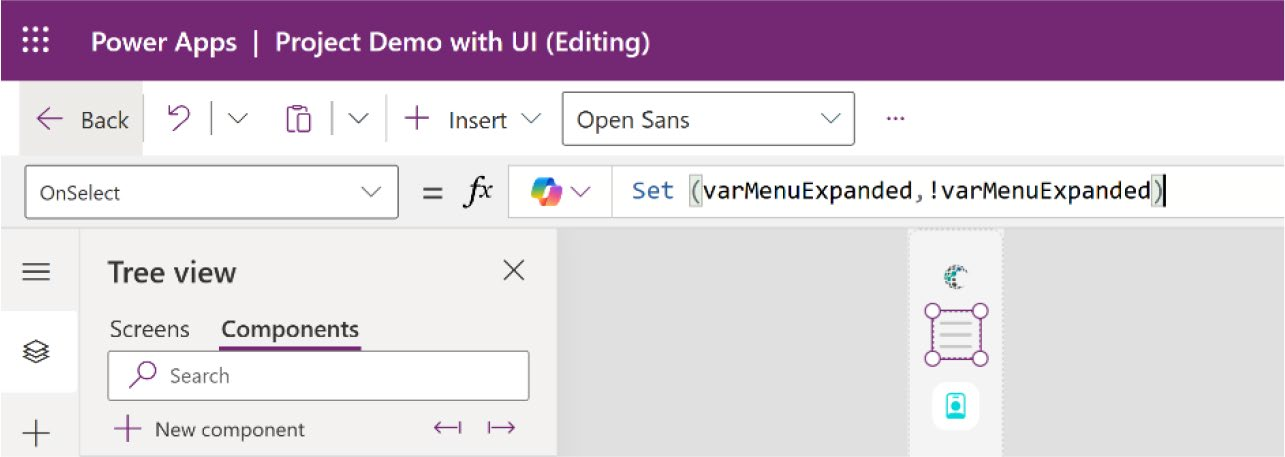 Power Apps | Project Demo with UI (Editing)
Back Insert Open Sans ...
OnSelect = fx Set (varMenuExpanded,!varMenuExpanded)
Tree view
Screens Components
Search
New component